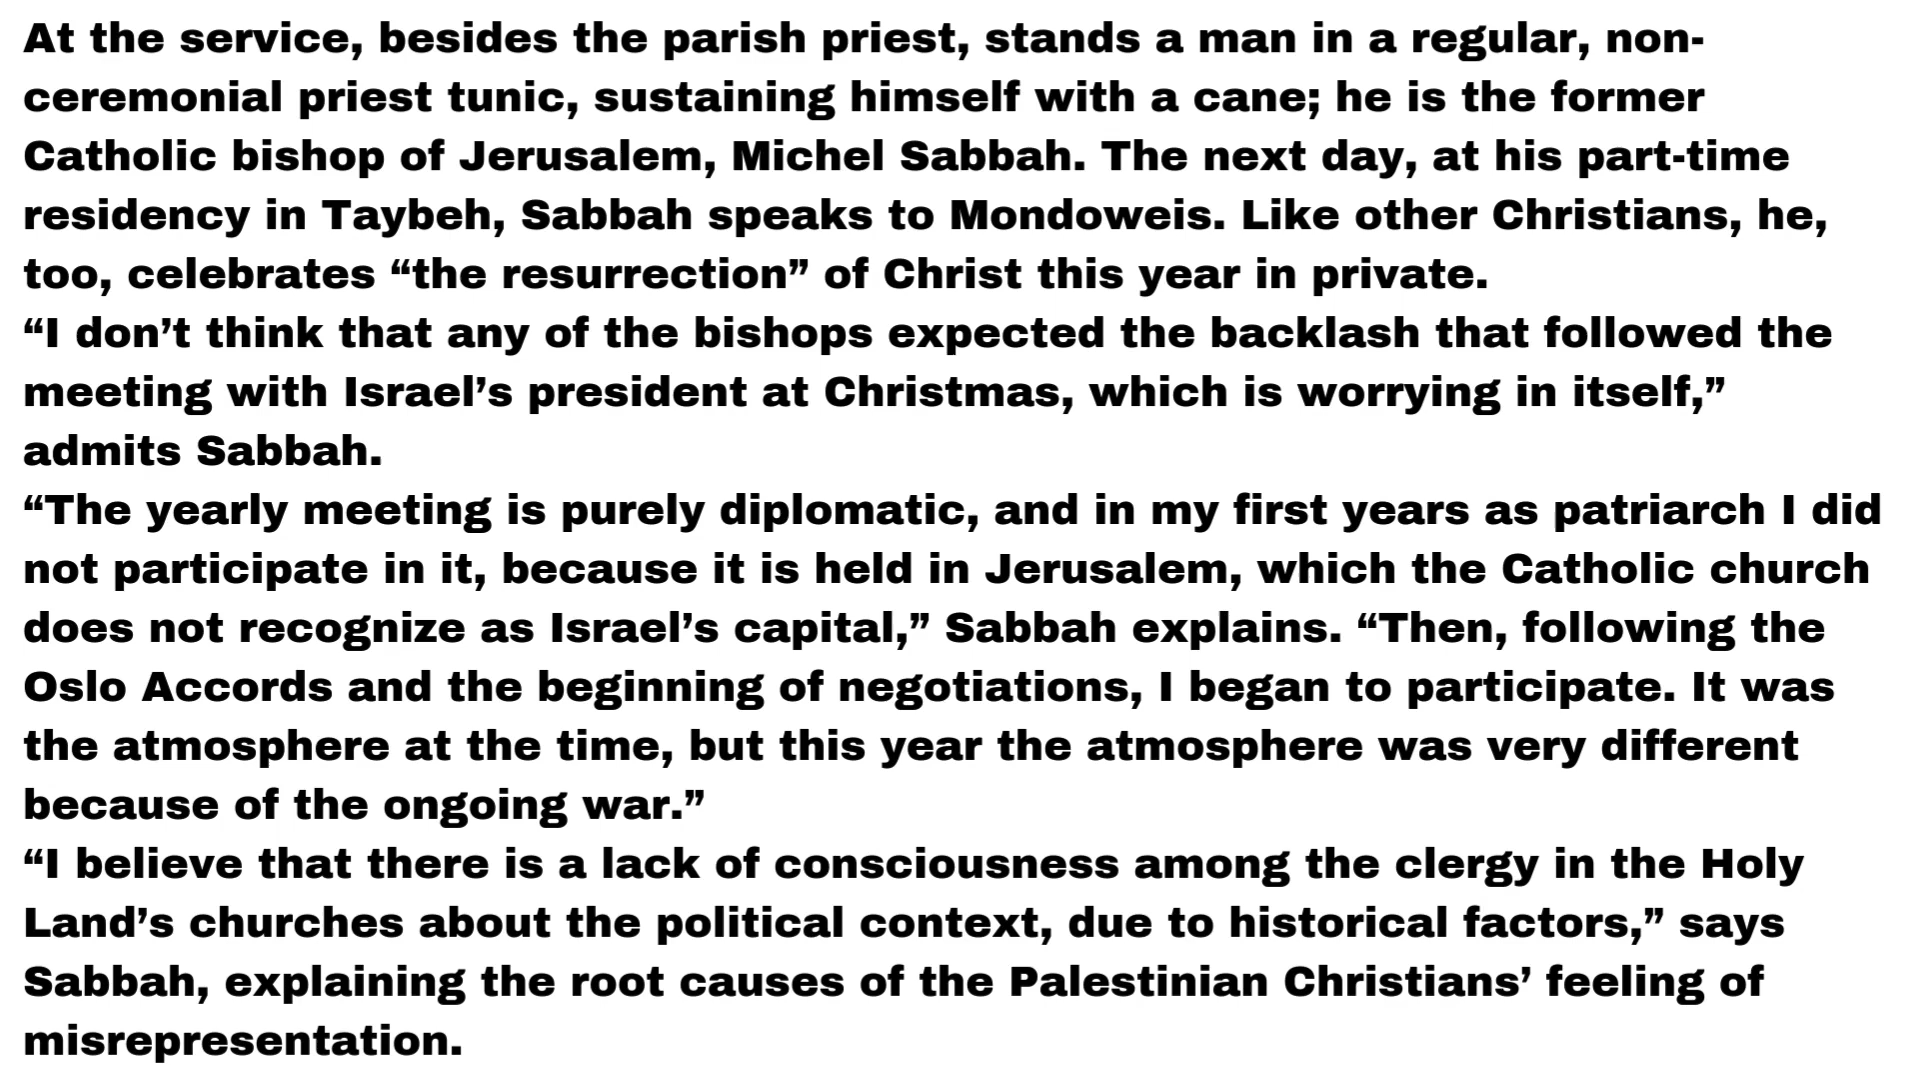 At the service, besides the parish priest, stands a man in a regular, non-
ceremonial priest tunic, sustaining himself with a cane; he is the former
Catholic bishop of Jerusalem, Michel Sabbah. The next day, at his part-time
residency in Taybeh, Sabbah speaks to Mondoweis. Like other Christians, he,
too, celebrates “the resurrection” of Christ this year in private.
“I don’t think that any of the bishops expected the backlash that followed the
meeting with Israel’s president at Christmas, which is worrying in itself,”
admits Sabbah.
“The yearly meeting is purely diplomatic, and in my first years as patriarch I did
not participate in it, because it is held in Jerusalem, which the Catholic church
does not recognize as Israel’s capital,” Sabbah explains. “Then, following the
Oslo Accords and the beginning of negotiations, I began to participate. It was
the atmosphere at the time, but this year the atmosphere was very different
because of the ongoing war.”
“I believe that there is a lack of consciousness among the clergy in the Holy
Land’s churches about the political context, due to historical factors,” says
Sabbah, explaining the root causes of the Palestinian Christians’ feeling of
misrepresentation.